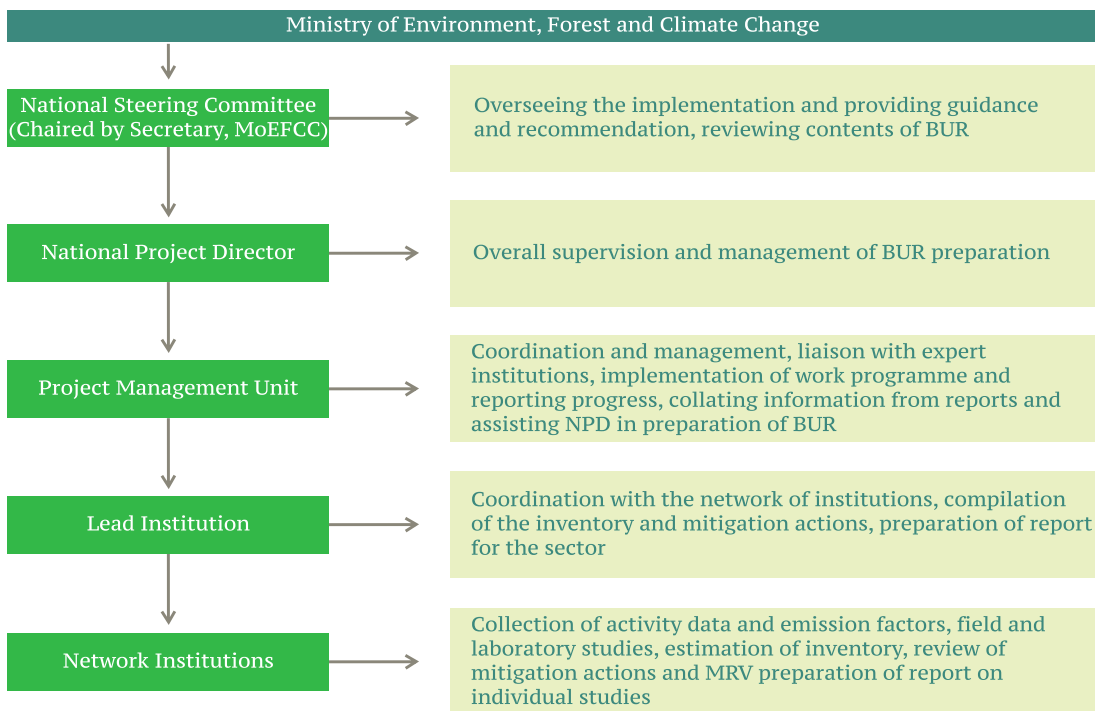 Ministry of Environment, Forest and Climate Change
National Steering Committee
(Chaired by Secretary, MoEFCC)
Overseeing the implementation and providing guidance
and recommendation, reviewing contents of BUR
National Project Director
Overall supervision and management of BUR preparation
Project Management Unit
Coordination and management, liaison with expert
institutions, implementation of work programme and
reporting progress, collating information from reports and
assisting NPD in preparation of BUR
Lead Institution
Coordination with the network of institutions, compilation
of the inventory and mitigation actions, preparation of report
for the sector
Network Institutions
Collection of activity data and emission factors, field and
laboratory studies, estimation of inventory, review of
mitigation actions and MRV preparation of report on
individual studies